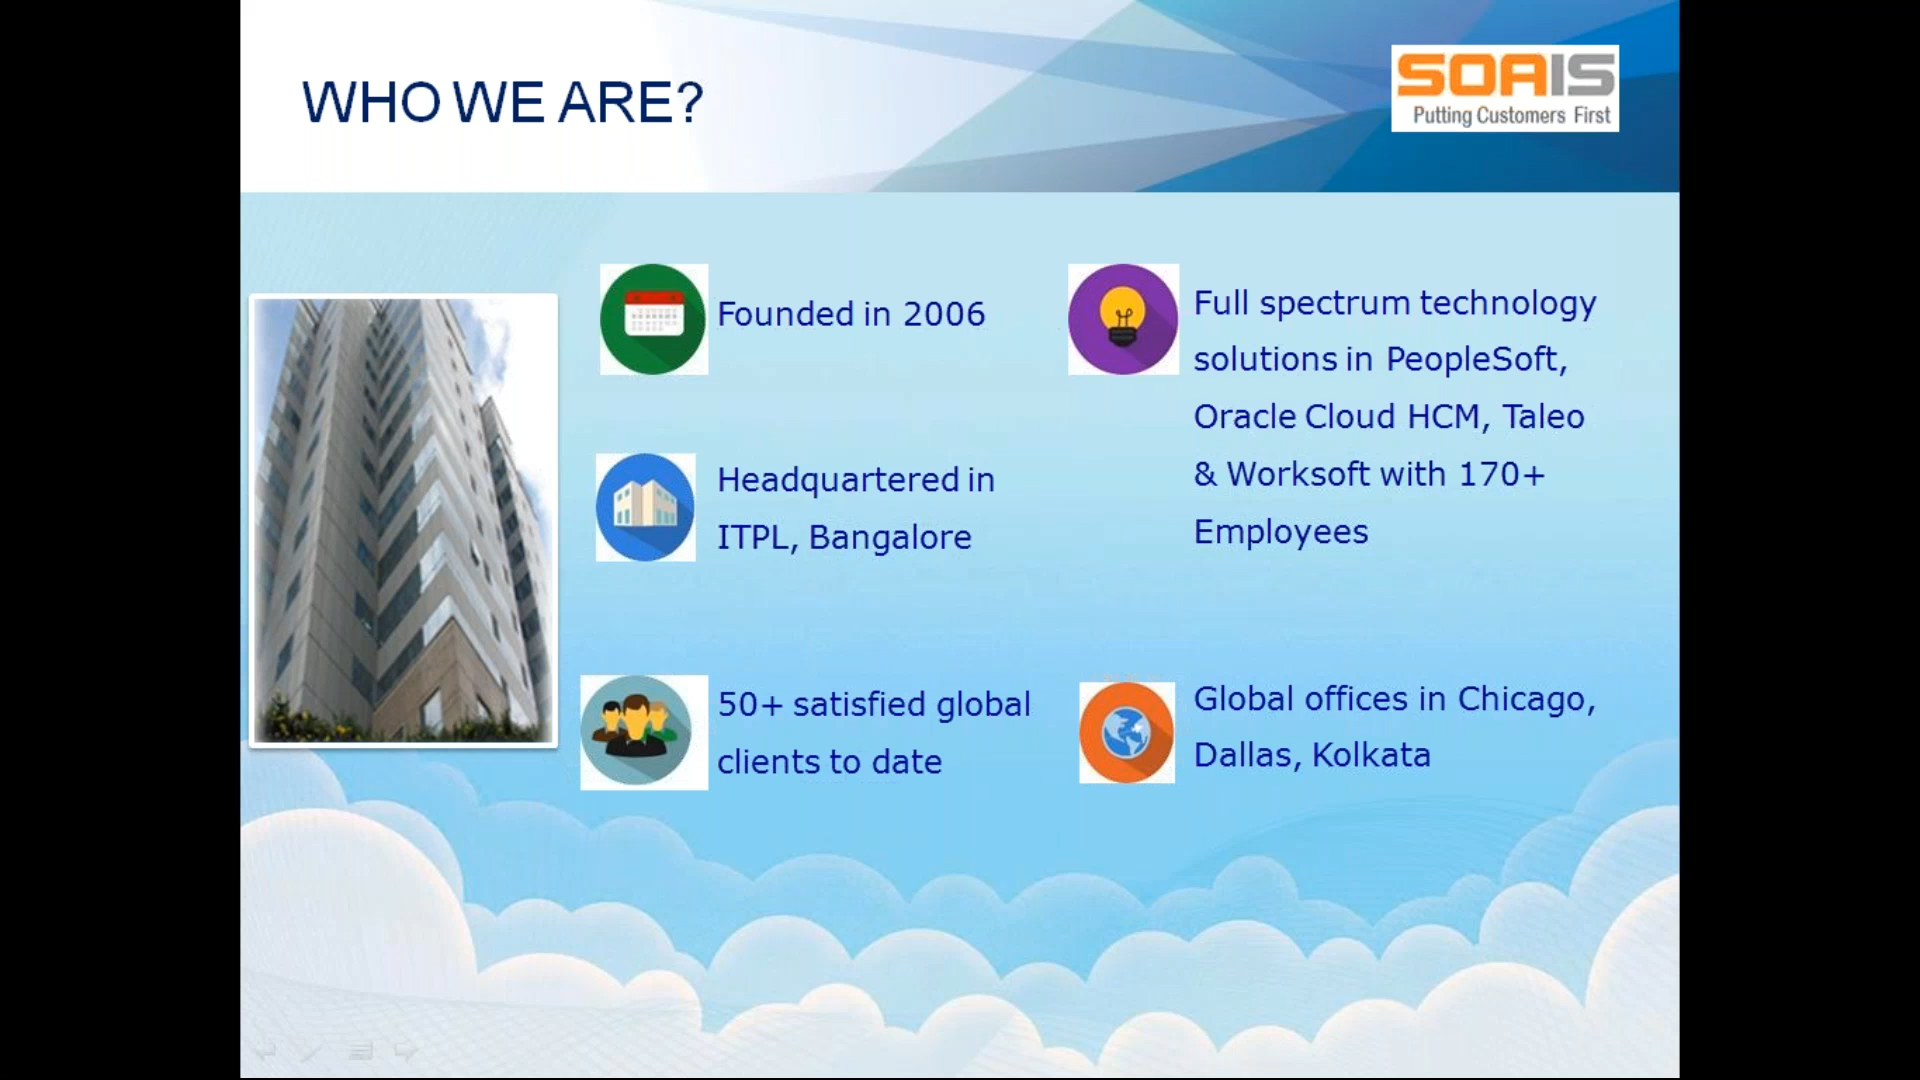 WHO WE ARE?
SOAIS
Putting Customers First
Founded in 2006
Headquartered in
ITPL, Bangalore
50+ satisfied global
clients to date
Full spectrum technology
solutions in PeopleSoft,
Oracle Cloud HCM, Taleo
& Worksoft with 170+
Employees
Global offices in Chicago,
Dallas, Kolkata